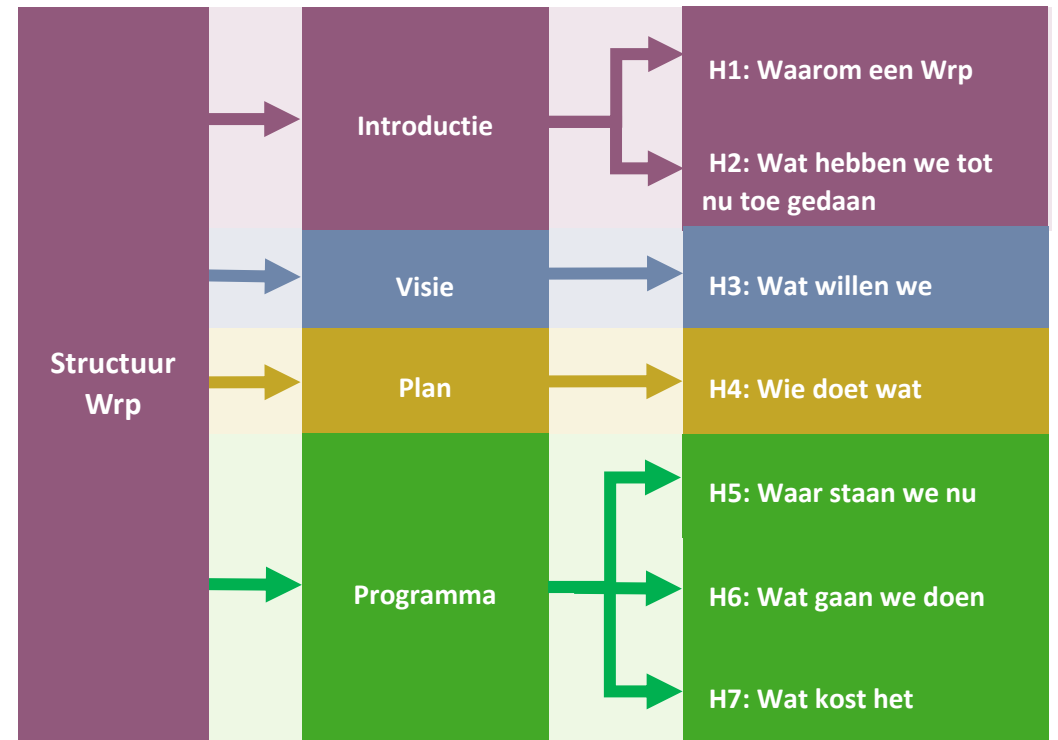 Structuur
Wrp
Introductie
H1: Waarom een Wrp
H2: Wat hebben we tot
nu toe gedaan
Visie
H3: Wat willen we
Plan
H4: Wie doet wat
Programma
H5: Waar staan we nu
H6: Wat gaan we doen
H7: Wat kost het